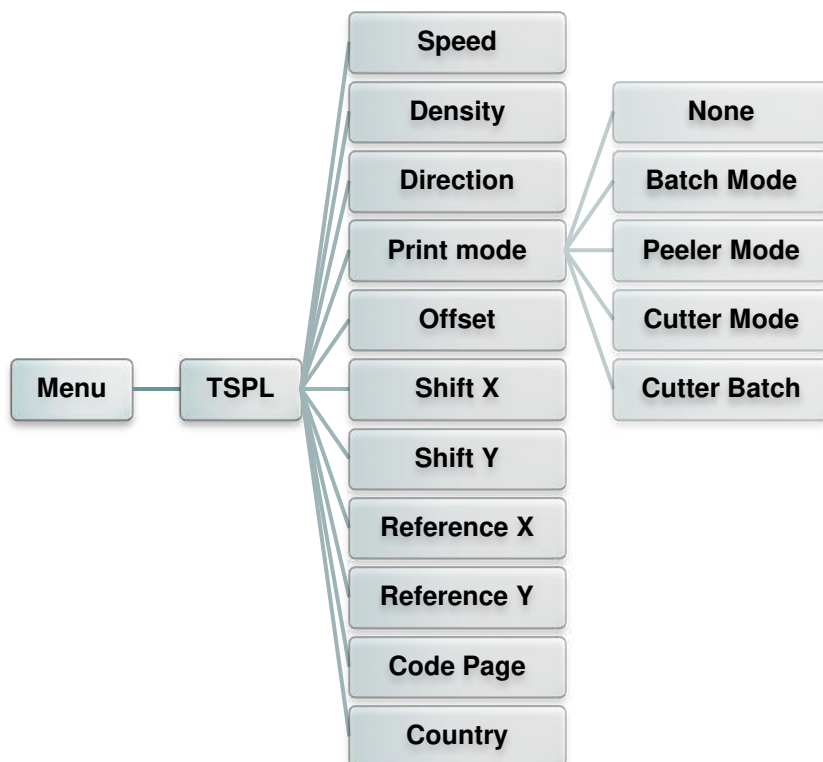 Speed
Density
Direction
Print mode
Offset
Shift X
Shift Y
Reference X
Reference Y
Code Page
Country
None
Batch Mode
Peeler Mode
Cutter Mode
Cutter Batch
Menu
TSPL